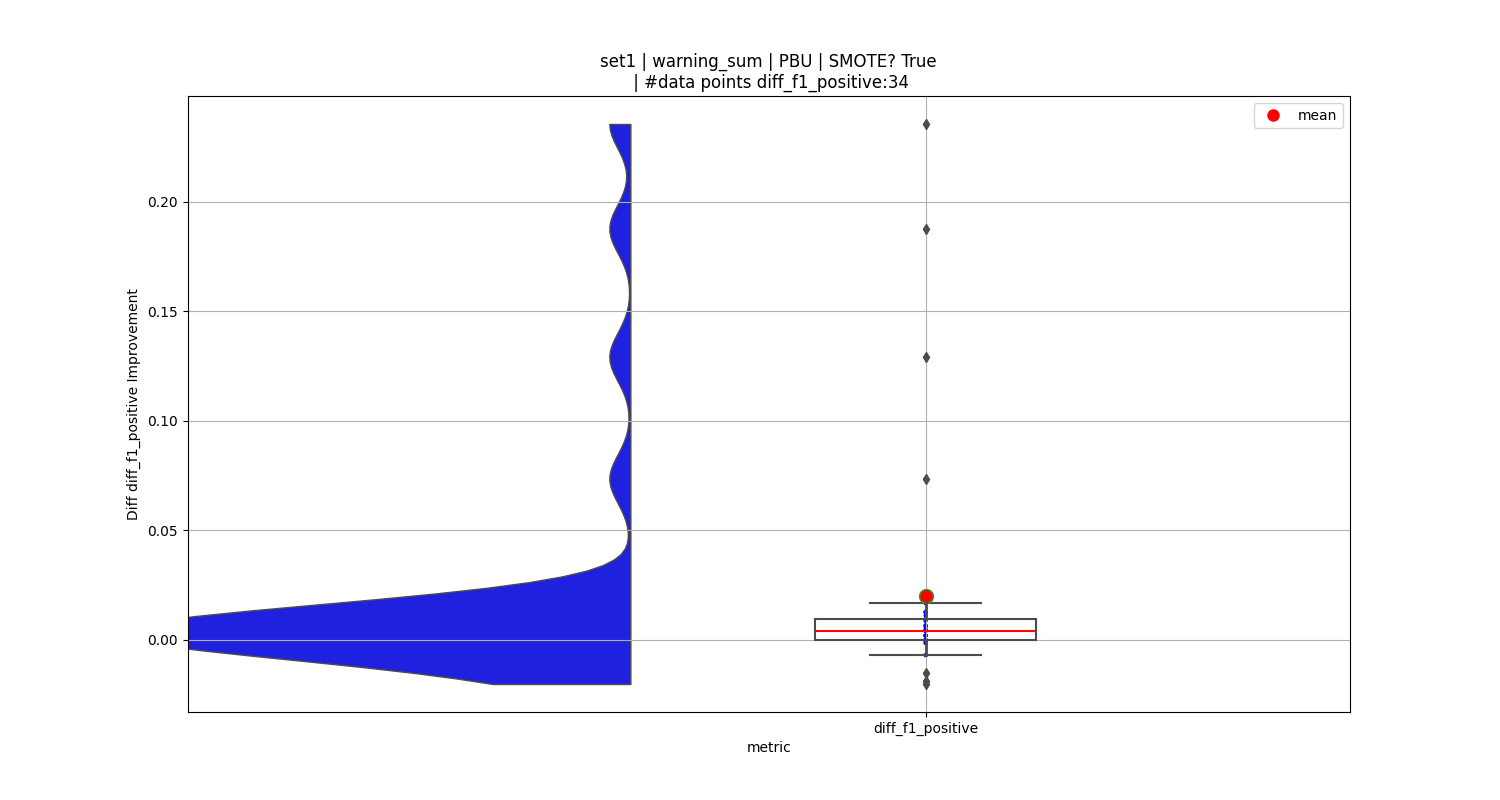 set1 | warning_sum | PBU | SMOTE? True
| #data points diff_f1_positive:34
mean
Diff diff_f1_positive Improvement
0.20
0.15
0.10
0.05
0.00
diff_f1_positive
metric